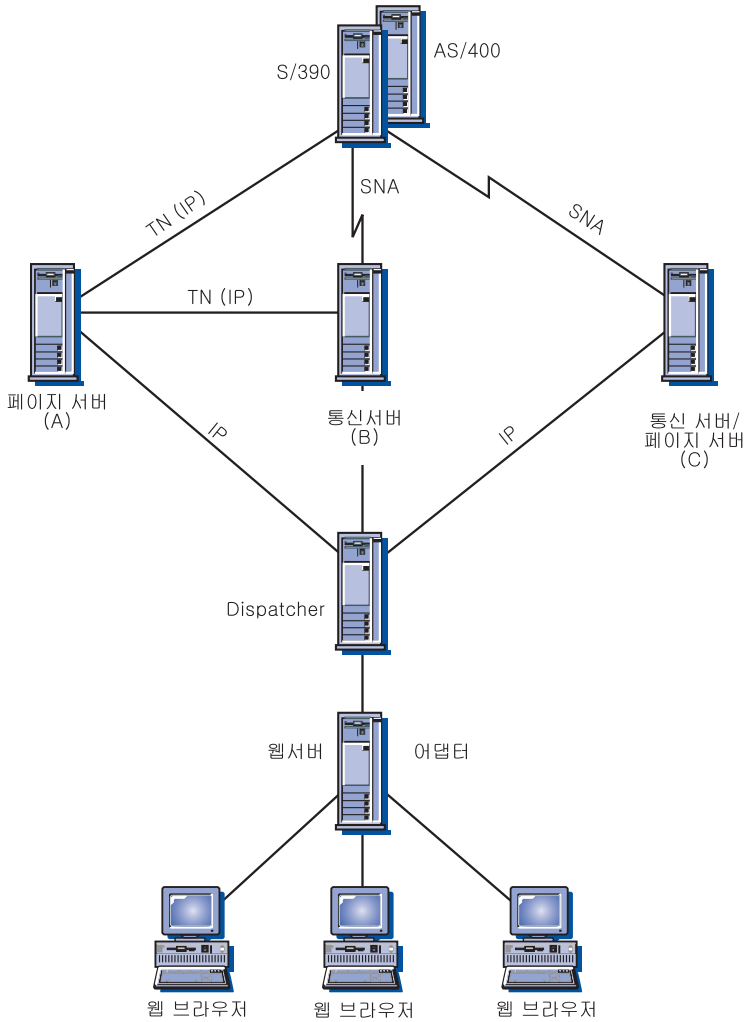 AS/400
S/390
SNA
TN (IP)
SNA
TN (IP)
페이지 서버
(A)
통신서버
(B)
통신 서버/
페이지 서버
(C)
IP
IP
Dispatcher
웹서버
어댑터
웹 브라우저
웹 브라우저
웹 브라우저